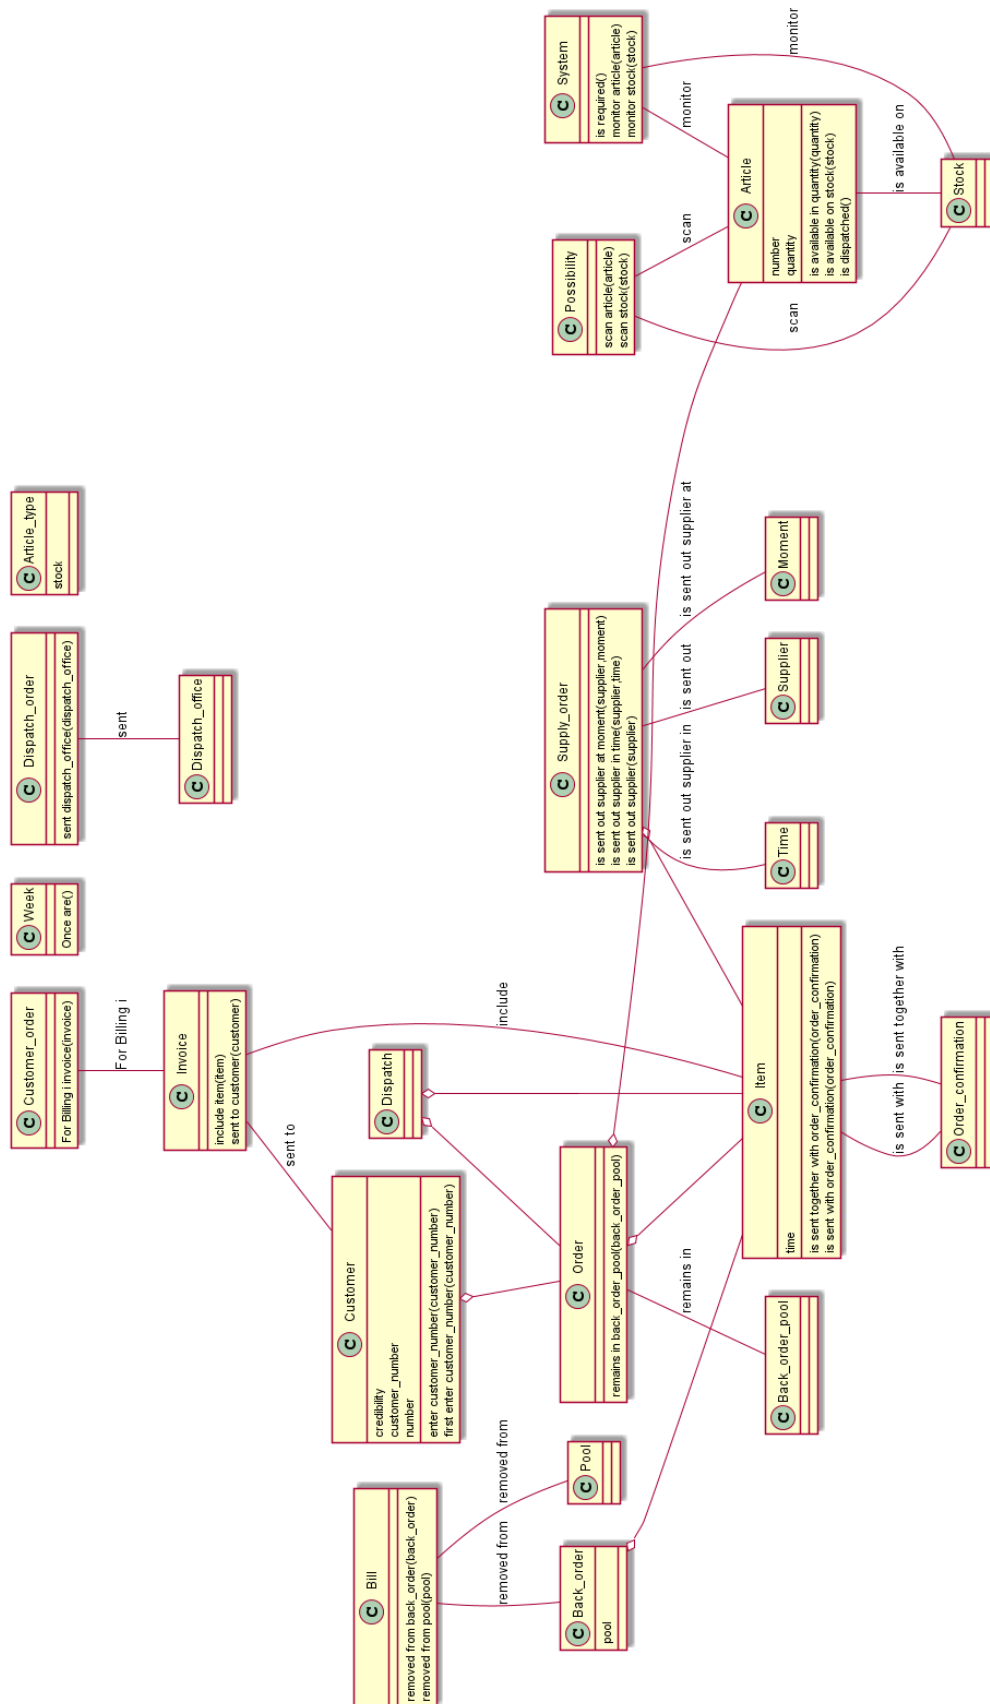 C Customer_order
For Billing i invoice(invoice)
C Week
Once are()
C Dispatch_order
sent dispatch_office(dispatch_office)
C Article_type
stock
For Billing i
sent
C Invoice
include item(item)
sent to customer(customer)
C Dispatch_office
sent to
include
C Bill
removed from back_order(back_order)
removed from pool(pool)
C Customer
credibility
customer_number
number
enter customer_number(customer_number)
first enter customer_number(customer_number)
C Dispatch
removed from
removed from
C Back_order
pool
C Pool
C Order
remains in back_order_pool(back_order_pool)
C Supply_order
is sent out supplier at moment(supplier,moment)
is sent out supplier in time(supplier,time)
is sent out supplier(supplier)
C Possibility
scan article(article)
scan stock(stock)
C System
is required()
monitor article(article)
monitor stock(stock)
remains in
is sent out supplier in
is sent out
is sent out supplier at
scan
monitor
C Back_order_pool
C Item
time
is sent together with order_confirmation(order_confirmation)
is sent with order_confirmation(order_confirmation)
C Time
C Supplier
C Moment
scan
C Article
number
quantity
is available in quantity(quantity)
is available on stock(stock)
is dispatched()
monitor
is sent with
is sent together with
is available on
C Order_confirmation
C Stock